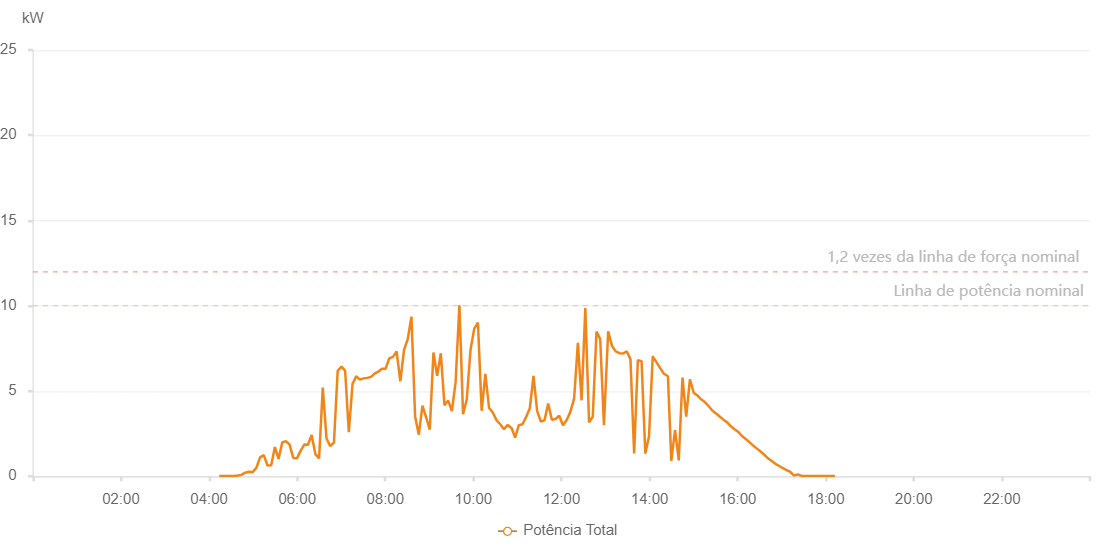 kW
25
20
15
1,2 vezes da linha de força nominal
Linha de potência nominal
10
5
0
02:00 04:00 06:00 08:00 10:00 12:00 14:00 16:00 18:00 20:00 22:00
Potência Total